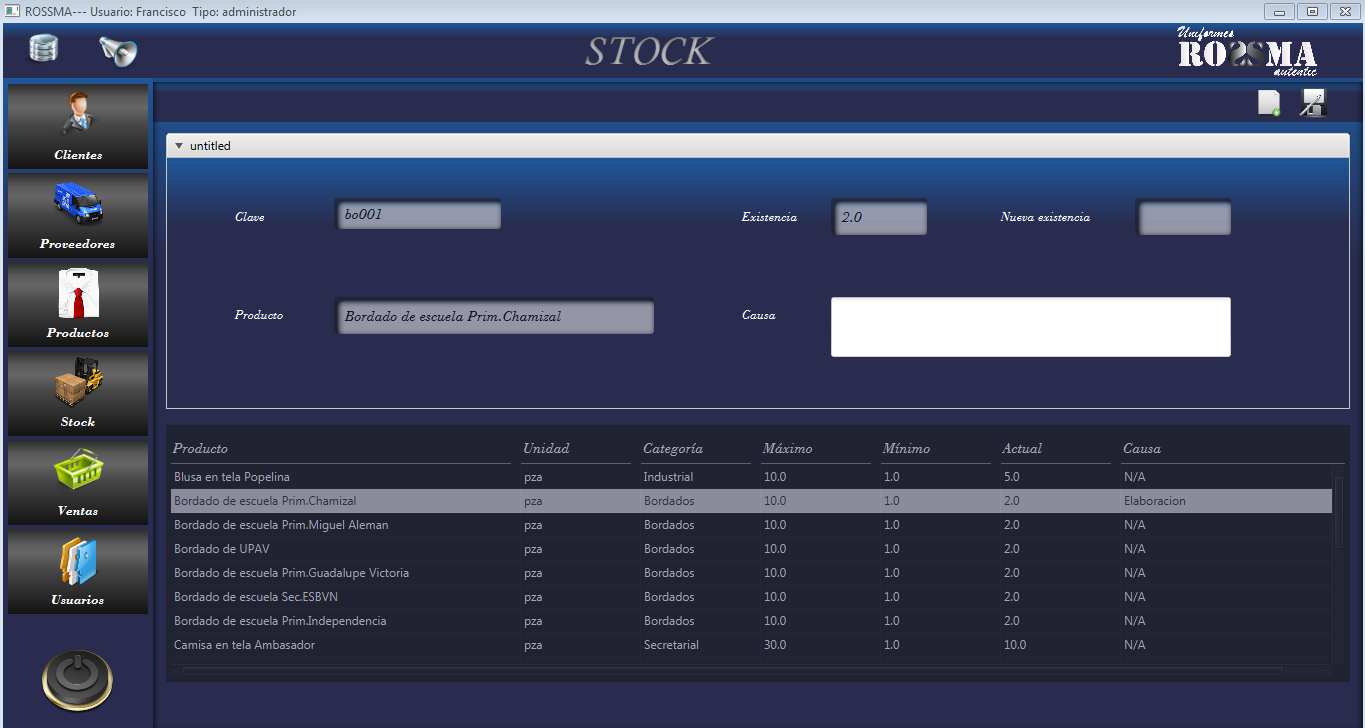 ROSSMA--- Usuario: Francisco Tipo: administrador
STOCK
Uniformes
ROSSMA
autentic
Clientes
Proveedores
Productos
Stock
Ventas
Usuarios
untitled
Clave bo001 Existencia 2.0 Nueva existencia
Producto Bordado de escuela Prim.Chamizal Causa
Producto Unidad Categoría Máximo Mínimo Actual Causa
Blusa en tela Popelina pza Industrial 10.0 1.0 5.0 N/A
Bordado de escuela Prim.Chamizal pza Bordados 10.0 1.0 2.0 Elaboracion
Bordado de escuela Prim.Miguel Aleman pza Bordados 10.0 1.0 2.0 N/A
Bordado de UPAV pza Bordados 10.0 1.0 2.0 N/A
Bordado de escuela Prim.Guadalupe Victoria pza Bordados 10.0 1.0 2.0 N/A
Bordado de escuela Sec.ESBVN pza Bordados 10.0 1.0 2.0 N/A
Bordado de escuela Prim.Independencia pza Bordados 10.0 1.0 2.0 N/A
Camisa en tela Ambasador pza Secretarial 30.0 1.0 10.0 N/A